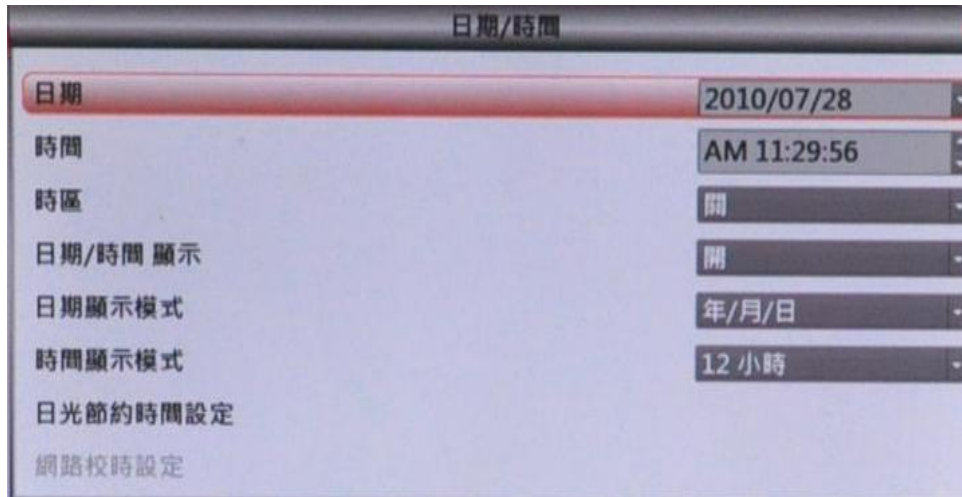 日期/時間
日期 2010/07/28
時間 AM 11:29:56
時區 關
日期/時間 顯示 開
日期顯示模式 年/月/日
時間顯示模式 12 小時
日光節約時間設定
網路校時設定